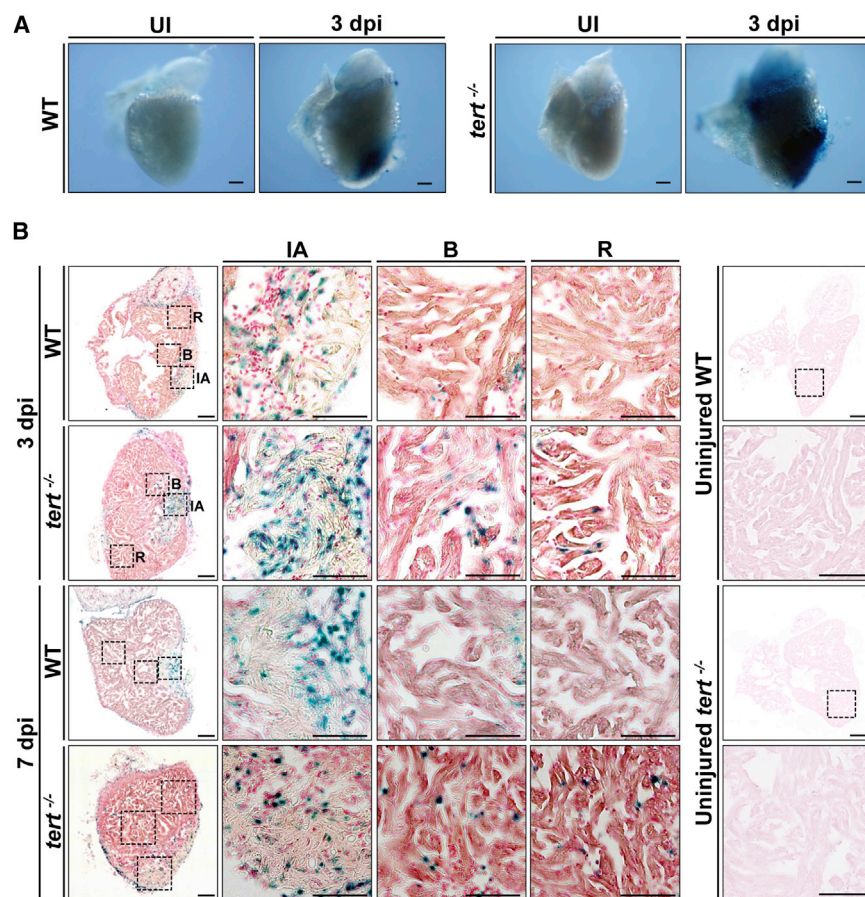 A
UI
3 dpi
UI
3 dpi
WT
tert -/-
B
IA
B
R
3 dpi
WT
R
B
IA
tert -/-
B
IA
R
7 dpi
WT
tert -/-
Uninjured WT
Uninjured tert -/-